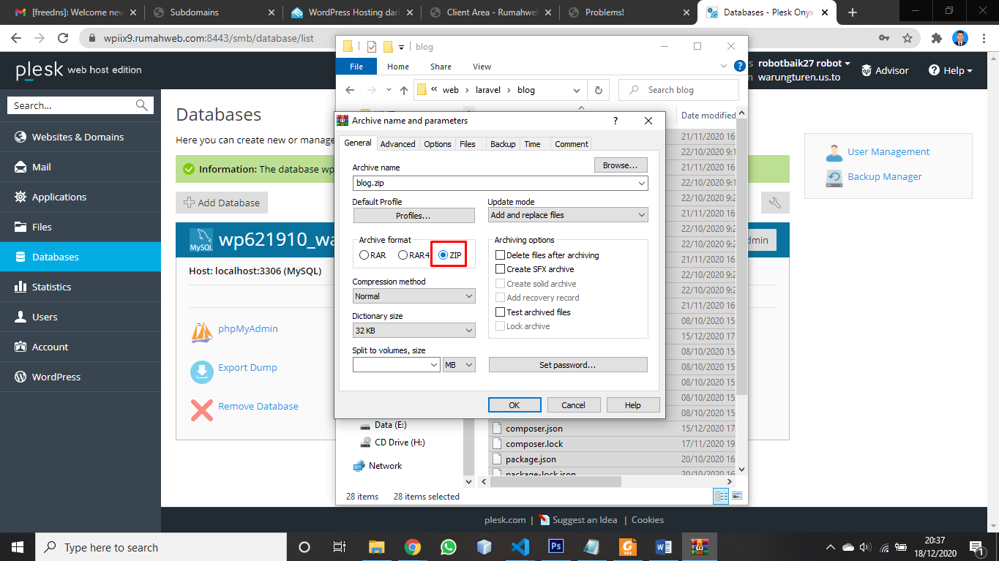 [freedns]: Welcome new
Subdomains
WordPress Hosting dari
Client Area - Rumahweb
Problems!
Databases - Plesk Onyx
wpiix9.rumahweb.com:8443/smb/database/list
plesk web host edition
robotbaik27 robot
warungturen.us.to
Advisor
Help
Search...
Websites & Domains
Mail
Applications
Files
Databases
Statistics
Users
Account
WordPress
Databases
Here you can create new or manage
Information: The database wp
Add Database
MySQL
wp621910_wa
dmin
Host: localhost:3306 (MySQL)
phpMyAdmin
Export Dump
Remove Database
User Management
Backup Manager
blog
File
Home
Share
View
web
laravel
blog
Search blog
Date modified
Archive name and parameters
General
Advanced
Options
Files
Backup
Time
Comment
Archive name
Browse...
blog.zip
Default Profile
Profiles...
Update mode
Add and replace files
Archive format
RAR
RAR4
ZIP
Compression method
Normal
Dictionary size
32 KB
Split to volumes, size
MB
Archiving options
Delete files after archiving
Create SFX archive
Create solid archive
Add recovery record
Test archived files
Lock archive
Set password...
OK
Cancel
Help
21/11/2020 16:
22/10/2020 9:1
21/11/2020 16:
22/10/2020 9:1
22/10/2020 9:2
21/11/2020 16:
22/10/2020 9:2
22/10/2020 9:2
21/11/2020 16:
22/10/2020 9:2
22/10/2020 9:2
21/11/2020 16:
08/10/2020 15:
15/12/2020 17:
08/10/2020 15:
08/10/2020 15:
08/10/2020 15:
08/10/2020 15:
08/10/2020 15:
Data (E:)
CD Drive (H:)
Network
composer.json 15/12/2020 17:
composer.lock 17/11/2020 19:
package.json 20/10/2020 16:
package-lock.json 20/10/2020 16:
28 items
28 items selected
plesk.com | Suggest an Idea | Cookies
Type here to search
20:37
18/12/2020
1